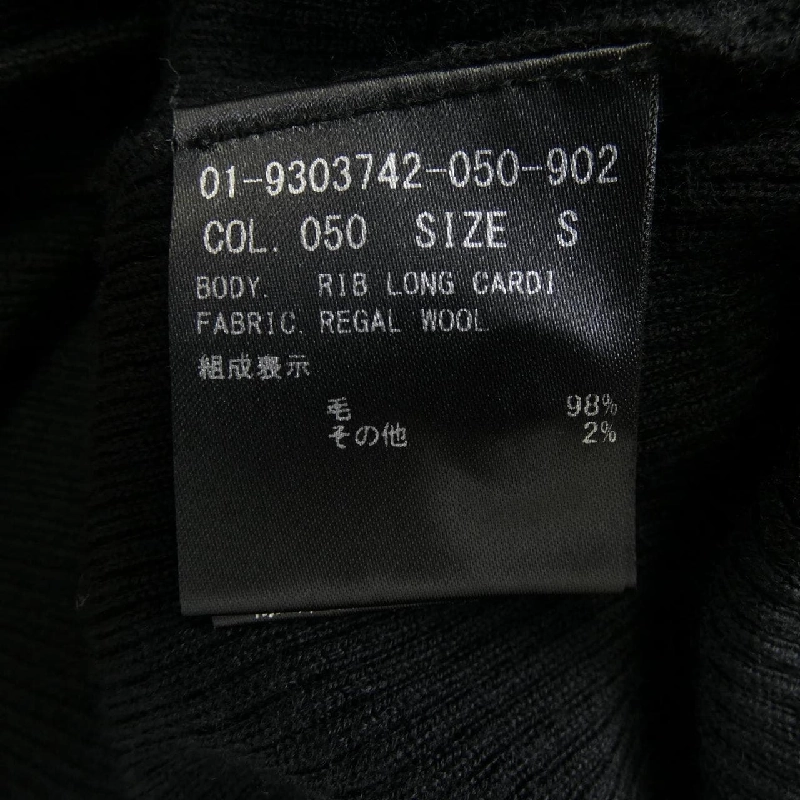 01-9303742-050-902
COL. 050 SIZE S
BODY. RIB LONG CARDI
FABRIC. REGAL WOOL
組成表示
毛 98%
その他 2%